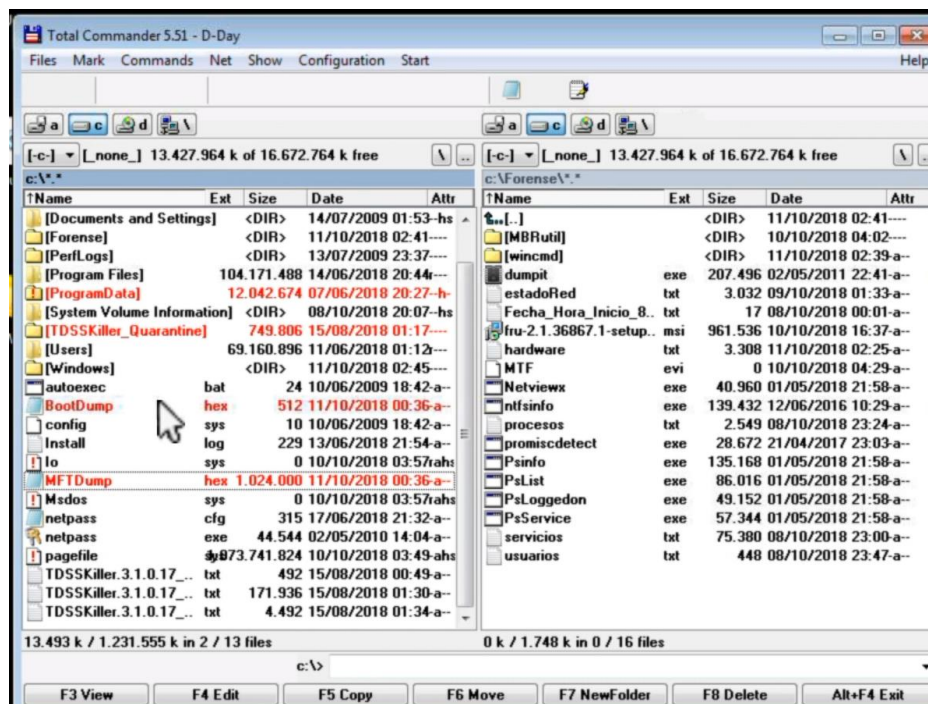 Total Commander 5.51 - D-Day
Files Mark Commands Net Show Configuration Start Help
a c d \ a c d \
[-c-] [_none_] 13.427.964 k of 16.672.764 k free \ .. [-c-] [_none_] 13.427.964 k of 16.672.764 k free \ .
c:\*.* c:\Forense\*.*
↑Name Ext Size Date Attr ↑Name Ext Size Date Attr
[Documents and Settings] <DIR> 14/07/2009 01:53--hs [..] <DIR> 11/10/2018 02:41----
[Forense] <DIR> 11/10/2018 02:41---- [MBRutil] <DIR> 10/10/2018 04:02----
[PerfLogs] <DIR> 13/07/2009 23:37---- [wincmd] <DIR> 11/10/2018 02:39-a--
[Program Files] 104.171.488 14/06/2018 20:44r--- dumpit exe 207.496 02/05/2011 22:41-a--
[ProgramData] 12.042.674 07/06/2018 20:27--h- estadoRed txt 3.032 09/10/2018 01:33-a--
[System Volume Information] <DIR> 08/10/2018 20:07--hs Fecha_Hora_Inicio_8.. txt 17 08/10/2018 00:01-a--
[TDSSKiller_Quarantine] 749.806 15/08/2018 01:17---- fru-2.1.36867.1-setup.. msi 961.536 10/10/2018 16:37-a--
[Users] 69.160.896 11/06/2018 01:12r--- hardware txt 3.308 11/10/2018 02:25-a--
[Windows] <DIR> 11/10/2018 02:45---- MTF evi 0 10/10/2018 04:29-a--
autoexec bat 24 10/06/2009 18:42-a-- Netviewx exe 40.960 01/05/2018 21:58-a--
BootDump hex 512 11/10/2018 00:36-a-- ntfsinfo exe 139.432 12/06/2016 10:29-a--
config sys 10 10/06/2009 18:42-a-- procesos txt 2.549 08/10/2018 23:24-a--
Install log 229 13/08/2018 21:54-a-- promiscdetect exe 28.672 21/04/2017 23:03-a--
Io sys 0 10/10/2018 03:57rahs Psinfo exe 135.168 01/05/2018 21:58-a--
MFTDump hex 1.024.000 11/10/2018 00:36-a-- PsList exe 86.016 01/05/2018 21:58-a--
Msdos sys 0 10/10/2018 03:57rahs PsLoggedon exe 49.152 01/05/2018 21:58-a--
netpass cfg 315 17/06/2018 21:32-a-- PsService exe 57.344 01/05/2018 21:58-a--
netpass exe 44.544 02/05/2010 14:04-a-- servicios txt 75.380 08/10/2018 23:00-a--
pagefile 073.741.824 10/10/2018 03:49-ahs usuarios txt 448 08/10/2018 23:47-a--
TDSSKiller.3.1.0.17_.. txt 492 15/08/2018 00:49-a--
TDSSKiller.3.1.0.17_.. txt 171.936 15/08/2018 01:30-a--
TDSSKiller.3.1.0.17_.. txt 4.492 15/08/2018 01:34-a--
13.493 k / 1.231.555 k in 2 / 13 files 0 k / 1.748 k in 0 / 16 files
c:\>
F3 View F4 Edit F5 Copy F6 Move F7 NewFolder F8 Delete Alt+F4 Exit